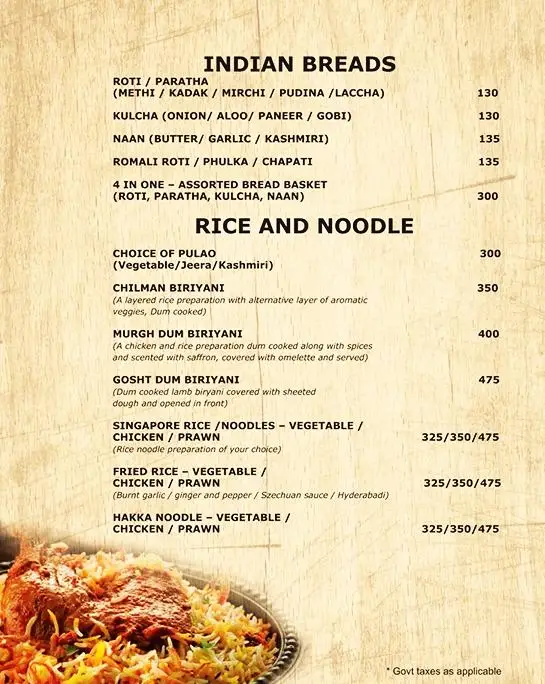 INDIAN BREADS
ROTI / PARATHA
(METHI / KADAK / MIRCHI / PUDINA /LACCHA) 130
KULCHA (ONION/ ALOO/ PANEER / GOBI) 130
NAAN (BUTTER/ GARLIC / KASHMIRI) 135
ROMALI ROTI / PHULKA / CHAPATI 135
4 IN ONE – ASSORTED BREAD BASKET
(ROTI, PARATHA, KULCHA, NAAN) 300
RICE AND NOODLE
CHOICE OF PULAO 300
(Vegetable/Jeera/Kashmiri)
CHILMAN BIRIYANI 350
(A layered rice preparation with alternative layer of aromatic
veggies, Dum cooked)
MURGH DUM BIRIYANI 400
(A chicken and rice preparation dum cooked along with spices
and scented with saffron, covered with omelette and served)
GOSHT DUM BIRIYANI 475
(Dum cooked lamb biryani covered with sheeted
dough and opened in front)
SINGAPORE RICE /NOODLES – VEGETABLE /
CHICKEN / PRAWN 325/350/475
(Rice noodle preparation of your choice)
FRIED RICE – VEGETABLE /
CHICKEN / PRAWN 325/350/475
(Burnt garlic / ginger and pepper / Szechuan sauce / Hyderabadi)
HAKKA NOODLE – VEGETABLE /
CHICKEN / PRAWN 325/350/475
* Govt taxes as applicable